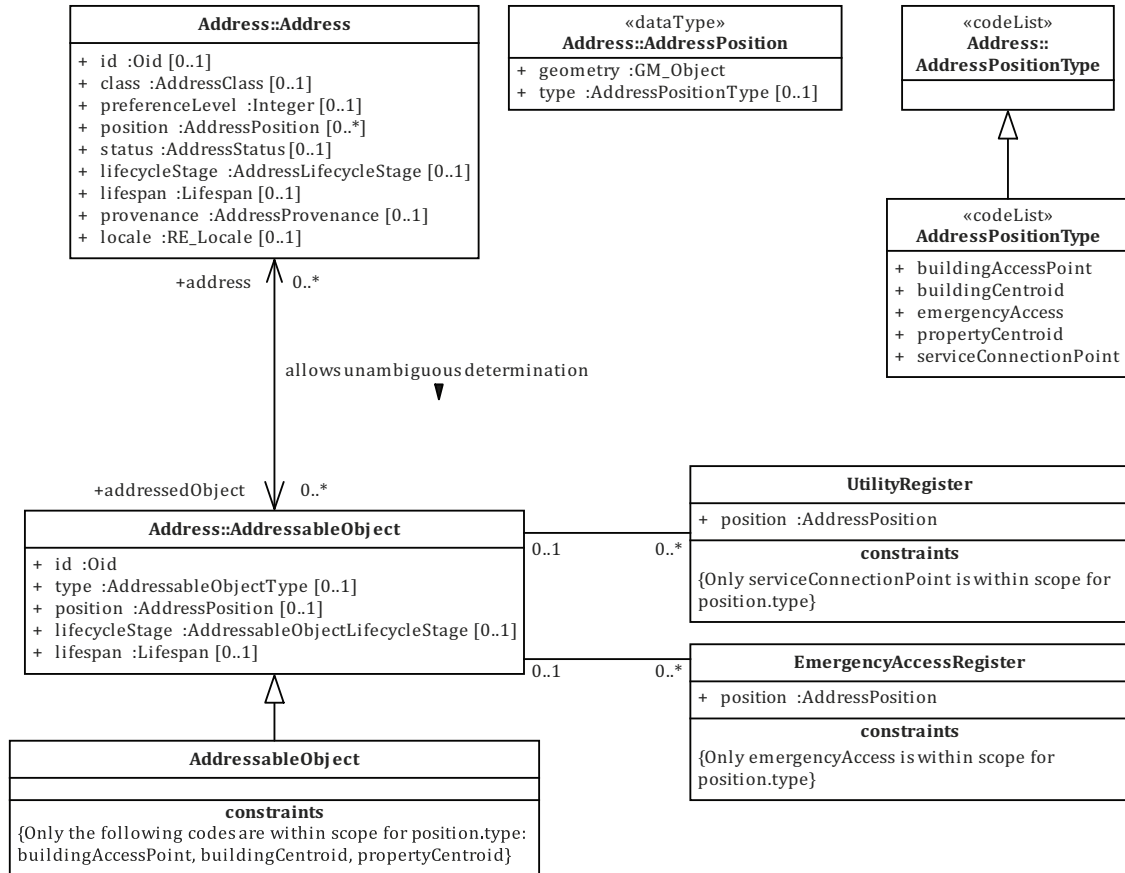 Address::Address
+ id :Oid [0..1]
+ class :AddressClass [0..1]
+ preferenceLevel :Integer [0..1]
+ position :AddressPosition [0..*]
+ status :AddressStatus [0..1]
+ lifecycleStage :AddressLifecycleStage [0..1]
+ lifespan :Lifespan [0..1]
+ provenance :AddressProvenance [0..1]
+ locale :RE_Locale [0..1]
«dataType»
Address::AddressPosition
+ geometry :GM_Object
+ type :AddressPositionType [0..1]
«codeList»
Address::
AddressPositionType
«codeList»
AddressPositionType
+ buildingAccessPoint
+ buildingCentroid
+ emergencyAccess
+ propertyCentroid
+ serviceConnectionPoint
+address 0..*
allows unambiguous determination
+addressedObject 0..*
Address::AddressableObject
+ id :Oid
+ type :AddressableObjectType [0..1]
+ position :AddressPosition [0..1]
+ lifecycleStage :AddressableObjectLifecycleStage [0..1]
+ lifespan :Lifespan [0..1]
0..1 0..*
UtilityRegister
+ position :AddressPosition
constraints
{Only serviceConnectionPoint is within scope for
position.type}
0..1 0..*
EmergencyAccessRegister
+ position :AddressPosition
constraints
{Only emergencyAccess is within scope for
position.type}
AddressableObject
constraints
{Only the following codes are within scope for position.type:
buildingAccessPoint, buildingCentroid, propertyCentroid}